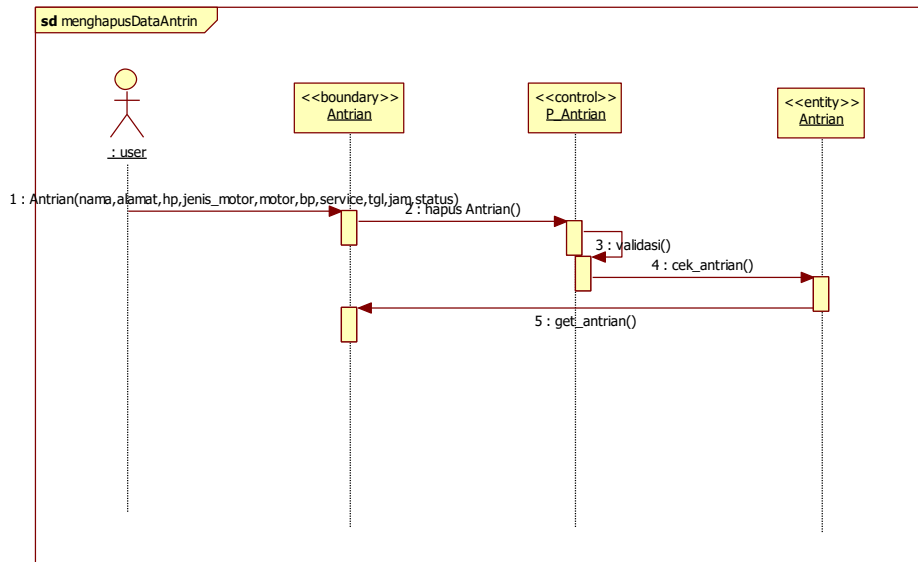 sd menghapusDataAntrin
<<boundary>>
Antrian
<<control>>
P_Antrian
<<entity>>
Antrian
: user
1 : Antrian(nama,alamat,hp,jenis_motor,motor,bp,service,tgl,jam,status)
2 : hapus Antrian()
3 : validasi()
4 : cek_antrian()
5 : get_antrian()